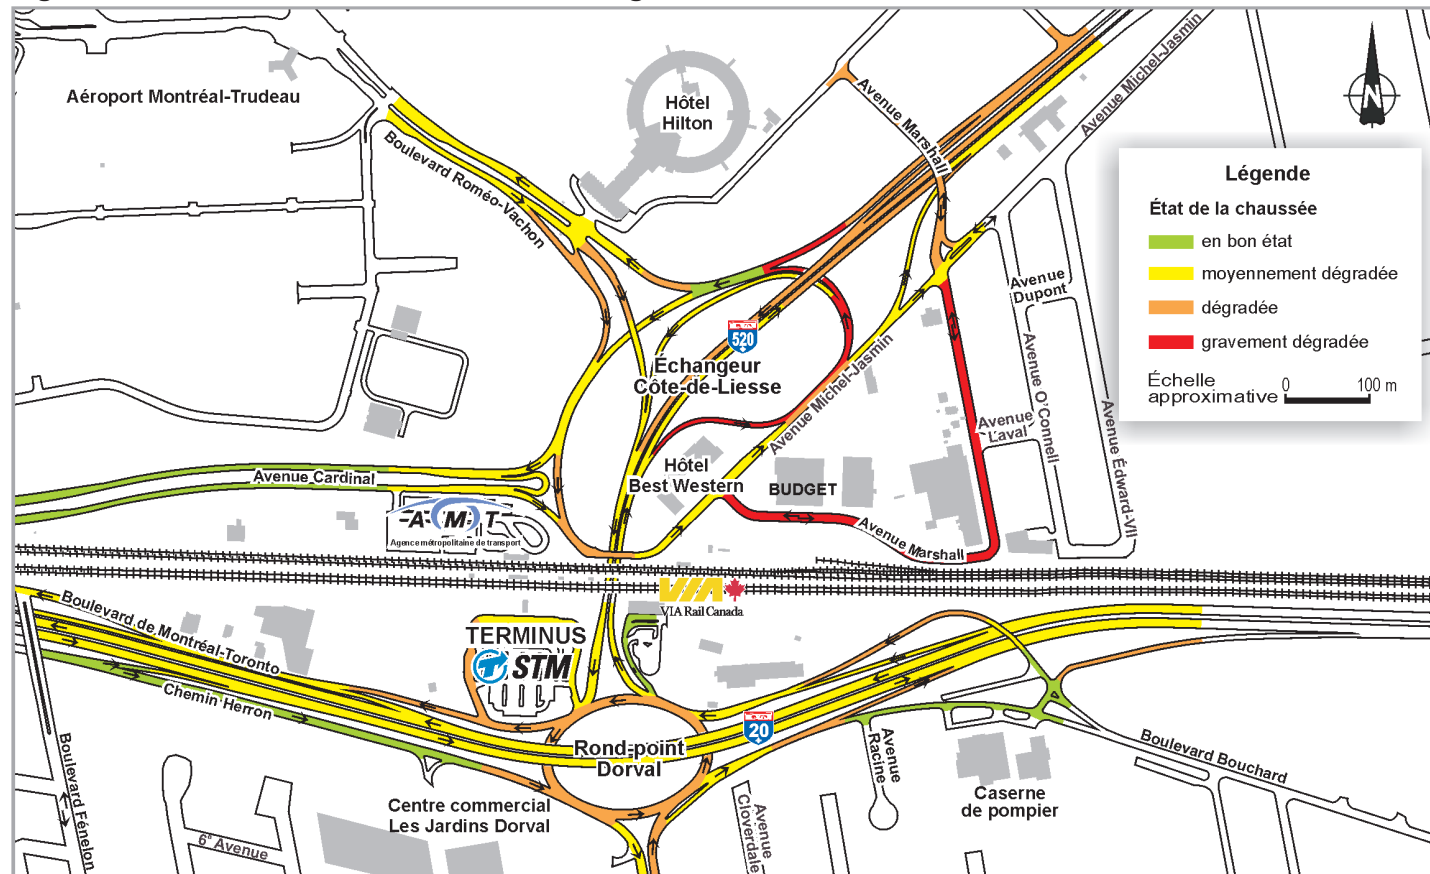 Aéroport Montréal-Trudeau
Boulevard Roméo-Vachon
Hôtel
Hilton
Avenue Marshall
Avenue Michel-Jasmin
N
Légende
État de la chaussée
en bon état
moyennement dégradée
dégradée
gravement dégradée
Échelle
approximative
0 100 m
520
Échangeur
Côte-de-Liesse
Avenue Michel-Jasmin
Avenue
Dupont
Avenue O'Connell
Avenue
Laval
Avenue Édward-VII
Avenue Cardinal
AMT
Agence métropolitaine de transport
Hôtel
Best Western
BUDGET
Avenue Marshall
VIA
VIA Rail Canada
Boulevard de Montréal-Toronto
Chemin Herron
TERMINUS
STM
20
Rond-point
Dorval
Centre commercial
Les Jardins Dorval
Boulevard Fénelon
6e Avenue
Avenue
Cloverdale
Avenue
Racine
Caserne
de pompier
Boulevard Bouchard